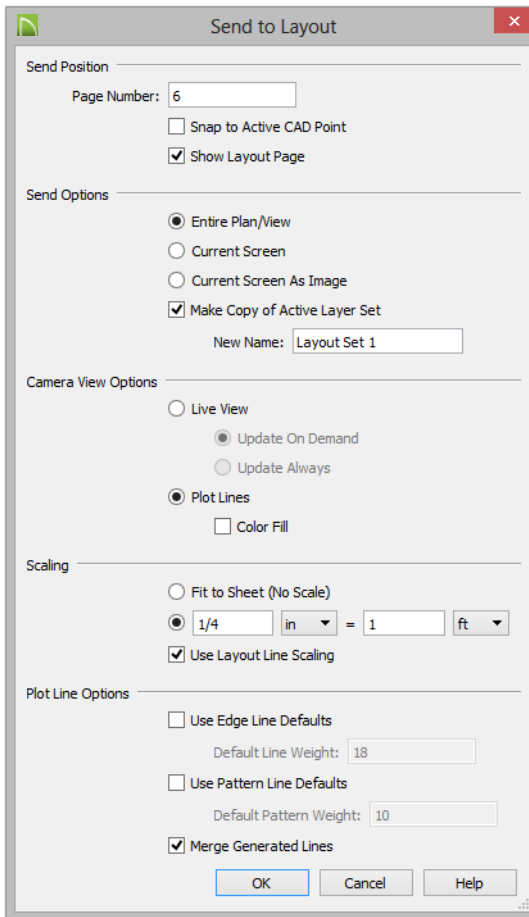 Send to Layout
Send Position
Page Number: 6
Snap to Active CAD Point
Show Layout Page
Send Options
Entire Plan/View
Current Screen
Current Screen As Image
Make Copy of Active Layer Set
New Name: Layout Set 1
Camera View Options
Live View
Update On Demand
Update Always
Plot Lines
Color Fill
Scaling
Fit to Sheet (No Scale)
1/4 in = 1 ft
Use Layout Line Scaling
Plot Line Options
Use Edge Line Defaults
Default Line Weight: 18
Use Pattern Line Defaults
Default Pattern Weight: 10
Merge Generated Lines
OK Cancel Help